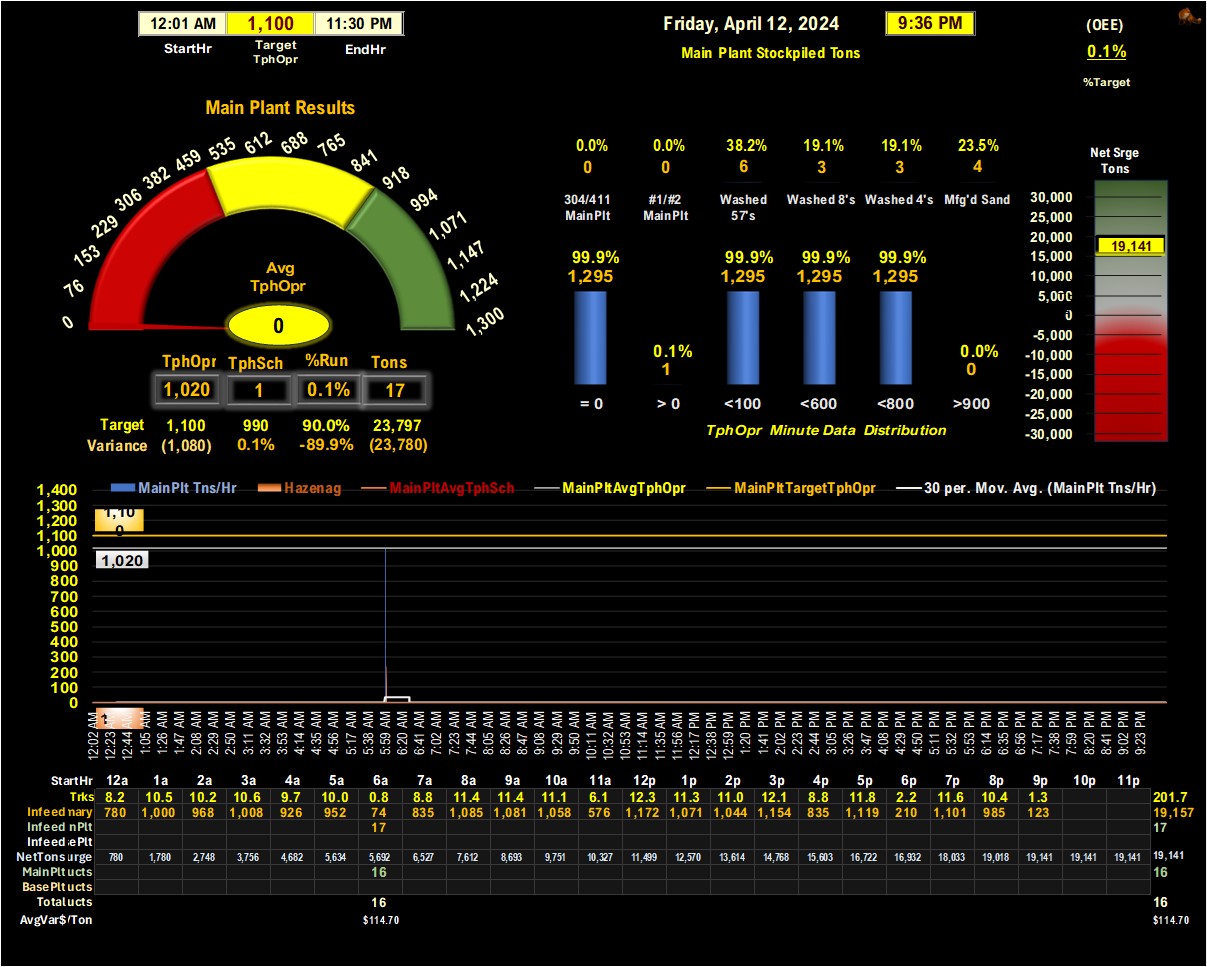 12:01 AM 1,100 11:30 PM
StartHr Target TphOpr EndHr
Friday, April 12, 2024 9:36 PM
Main Plant Stockpiled Tons
(OEE)
0.1%
%Target
Main Plant Results
0 76 153 229 306 382 459 535 612 688 765 841 918 994 1,071 1,147 1,224 1,300
Avg
TphOpr
0
TphOpr TphSch %Run Tons
1,020 1 0.1% 17
Target 1,100 990 90.0% 23,797
Variance (1,080) 0.1% -89.9% (23,780)
0.0% 0.0% 38.2% 19.1% 19.1% 23.5%
0 0 6 3 3 4
304/411 #1/#2 Washed Washed 8's Washed 4's Mfg'd Sand
MainPlt MainPlt 57's
99.9% 99.9% 99.9% 99.9%
1,295 1,295 1,295 1,295
0.1% 0.0%
1 0
= 0 > 0 <100 <600 <800 >900
TphOpr Minute Data Distribution
Net Srge
Tons
30,000
25,000
20,000
19,141
15,000
10,000
5,000
0
-5,000
-10,000
-15,000
-20,000
-25,000
-30,000
MainPlt Tns/Hr Hazenag MainPltAvgTphSch MainPltAvgTphOpr MainPltTargetTphOpr 30 per. Mov. Avg. (MainPlt Tns/Hr)
1,400
1,300
1,200
1,100
1,000
900
800
700
600
500
400
300
200
100
0
1,10
0
1,020
12:02 AM 12:23 AM 12:44 AM 1:05 AM 1:26 AM 1:47 AM 2:08 AM 2:29 AM 2:50 AM 3:11 AM 3:32 AM 3:53 AM 4:14 AM 4:35 AM 4:56 AM 5:17 AM 5:38 AM 5:59 AM 6:20 AM 6:41 AM 7:02 AM 7:23 AM 7:44 AM 8:05 AM 8:26 AM 8:47 AM 9:08 AM 9:29 AM 9:50 AM 10:11 AM 10:32 AM 10:53 AM 11:14 AM 11:35 AM 11:56 AM 12:17 PM 12:38 PM 12:59 PM 1:20 PM 1:41 PM 2:02 PM 2:23 PM 2:44 PM 3:05 PM 3:26 PM 3:47 PM 4:08 PM 4:29 PM 4:50 PM 5:11 PM 5:32 PM 5:53 PM 6:14 PM 6:35 PM 6:56 PM 7:17 PM 7:38 PM 7:59 PM 8:20 PM 8:41 PM 9:02 PM 9:23 PM
StartHr 12a 1a 2a 3a 4a 5a 6a 7a 8a 9a 10a 11a 12p 1p 2p 3p 4p 5p 6p 7p 8p 9p 10p 11p
Trks 8.2 10.5 10.2 10.6 9.7 10.0 0.8 8.8 11.4 11.4 11.1 6.1 12.3 11.3 11.0 12.1 8.8 11.8 2.2 11.6 10.4 1.3 201.7
Infeed mary 780 1,000 968 1,008 926 952 74 835 1,085 1,081 1,058 576 1,172 1,071 1,044 1,154 835 1,119 210 1,101 985 123 19,157
Infeed nPlt 17 17
Infeed ePlt
NetTons urge 780 1,780 2,748 3,756 4,682 5,634 5,692 6,527 7,612 8,693 9,751 10,327 11,499 12,570 13,614 14,768 15,603 16,722 16,932 18,033 19,018 19,141 19,141 19,141 19,141
MainPlt ucts 16 16
BasePlt ucts
Total ucts 16 16
AvgVar$/Ton $114.70 $114.70